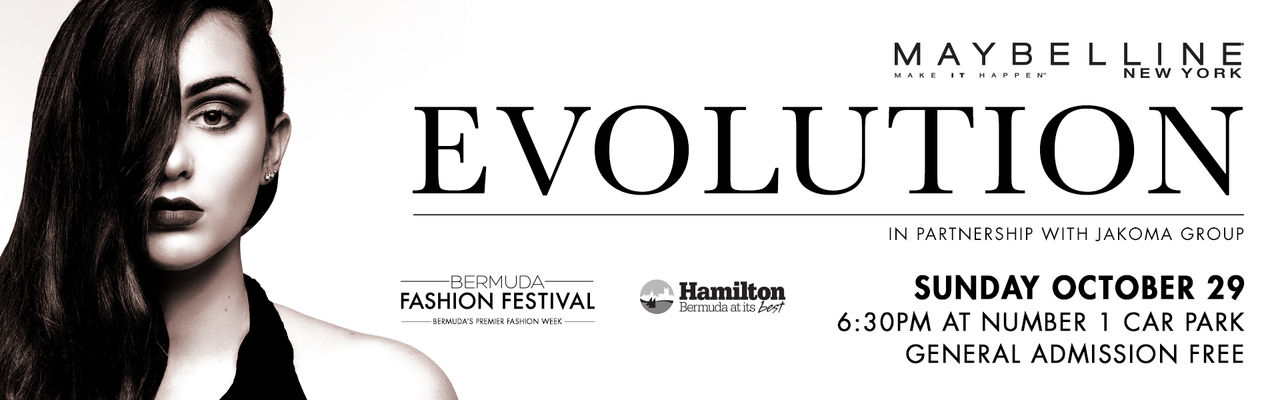 MAYBELLINE
MAKE IT HAPPEN™ NEW YORK
EVOLUTION
IN PARTNERSHIP WITH JAKOMA GROUP
BERMUDA
FASHION FESTIVAL
BERMUDA'S PREMIER FASHION WEEK
Hamilton
Bermuda at its best
SUNDAY OCTOBER 29
6:30PM AT NUMBER 1 CAR PARK
GENERAL ADMISSION FREE